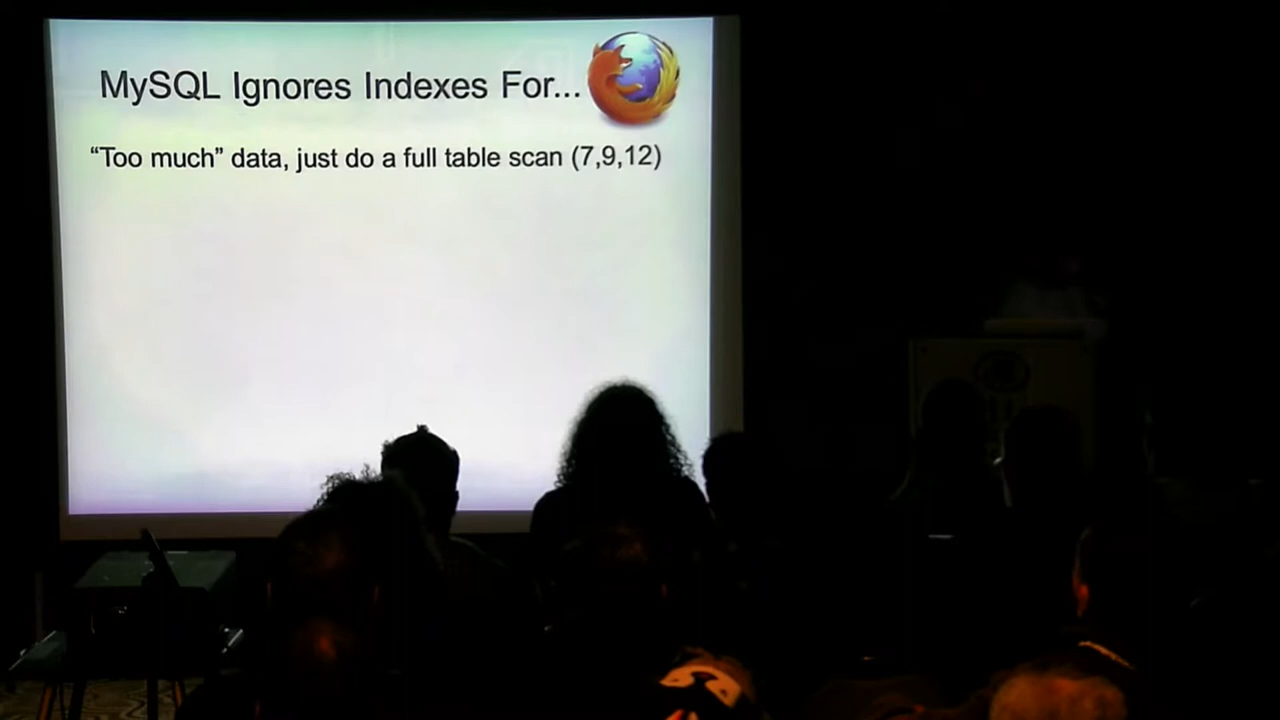 MySQL Ignores Indexes For...
“Too much” data, just do a full table scan (7,9,12)